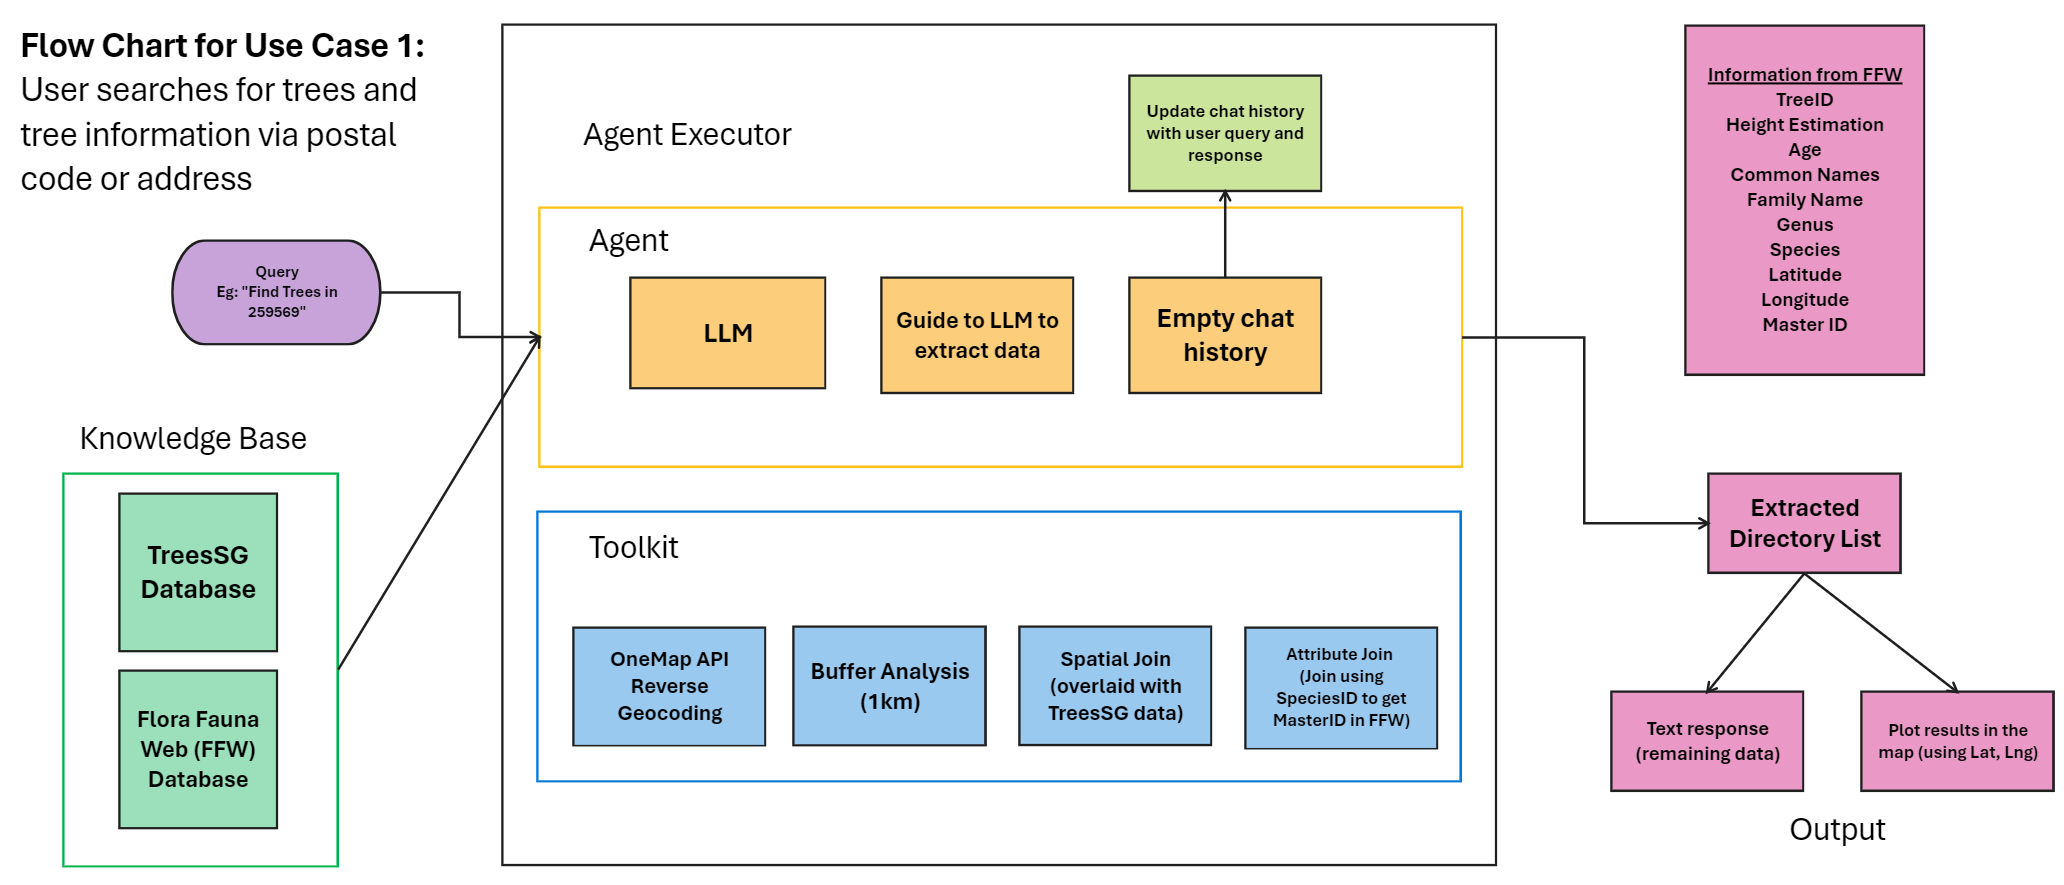 Flow Chart for Use Case 1:
User searches for trees and
tree information via postal
code or address
Query
Eg: "Find Trees in
259569"
Knowledge Base
TreesSG
Database
Flora Fauna
Web (FFW)
Database
Agent Executor
Update chat history
with user query and
response
Agent
LLM
Guide to LLM to
extract data
Empty chat
history
Toolkit
OneMap API
Reverse
Geocoding
Buffer Analysis
(1km)
Spatial Join
(overlaid with
TreesSG data)
Attribute Join
(Join using
SpeciesID to get
MasterID in FFW)
Information from FFW
TreeID
Height Estimation
Age
Common Names
Family Name
Genus
Species
Latitude
Longitude
Master ID
Extracted
Directory List
Text response
(remaining data)
Plot results in the
map (using Lat, Lng)
Output